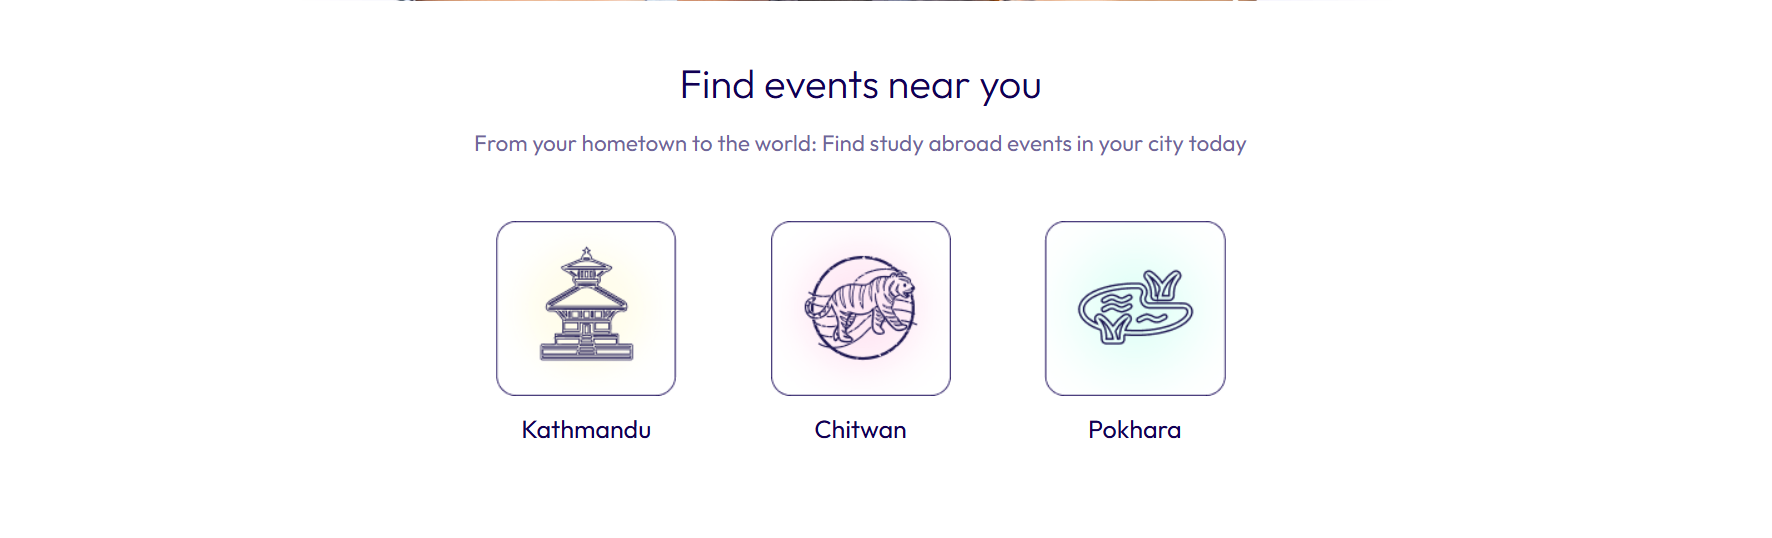 Find events near you
From your hometown to the world: Find study abroad events in your city today
Kathmandu
Chitwan
Pokhara